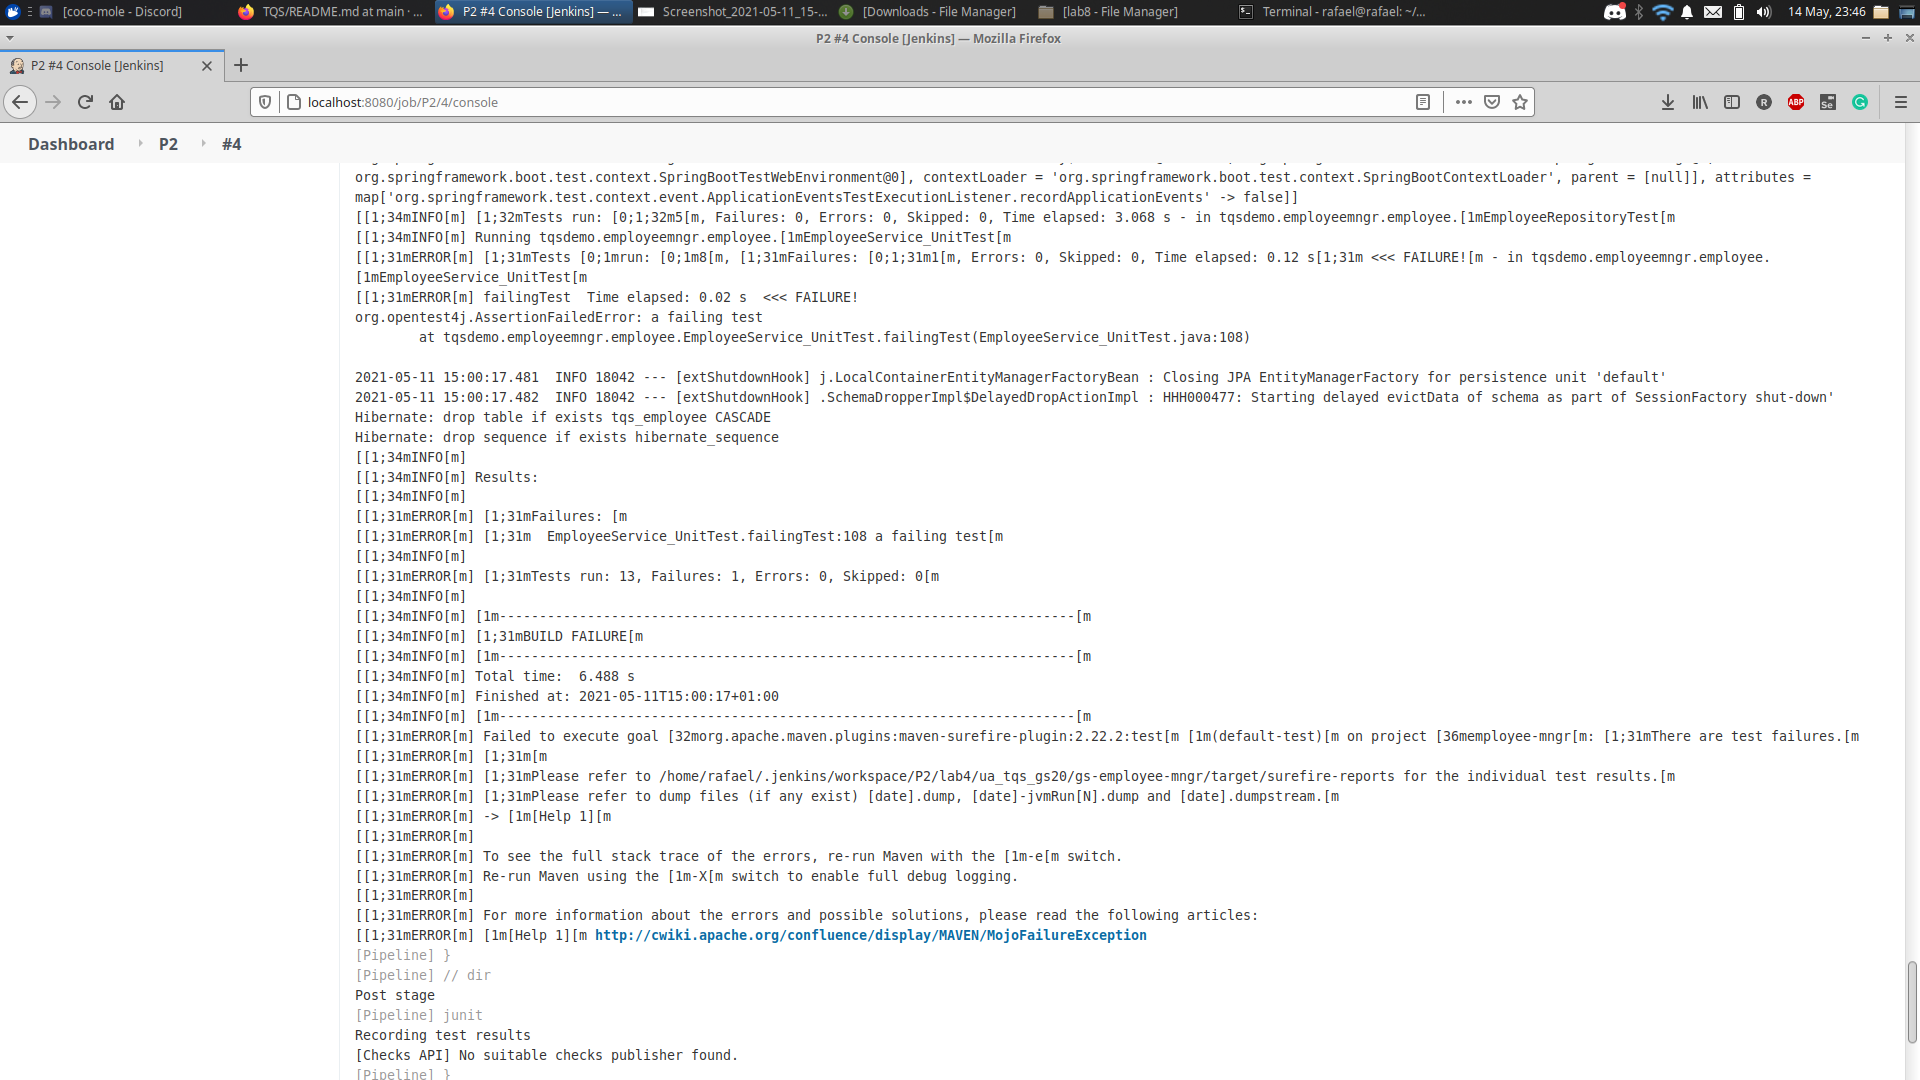 [coco-mole - Discord]
TQS/README.md at main · ...
P2 #4 Console [Jenkins] — ...
Screenshot_2021-05-11_15-...
[Downloads - File Manager]
[lab8 - File Manager]
Terminal - rafael@rafael: ~/...
14 May, 23:46
P2 #4 Console [Jenkins] — Mozilla Firefox
P2 #4 Console [Jenkins]
localhost:8080/job/P2/4/console
Dashboard P2 #4
org.springframework.boot.test.context.SpringBootTestWebEnvironment@0], contextLoader = 'org.springframework.boot.test.context.SpringBootContextLoader', parent = [null]], attributes =
map['org.springframework.test.context.event.ApplicationEventsTestExecutionListener.recordApplicationEvents' -> false]]
[[1;34mINFO[m] [1;32mTests run: [0;1;32m5[m, Failures: 0, Errors: 0, Skipped: 0, Time elapsed: 3.068 s - in tqsdemo.employeemngr.employee.[1mEmployeeRepositoryTest[m
[[1;34mINFO[m] Running tqsdemo.employeemngr.employee.[1mEmployeeService_UnitTest[m
[[1;31mERROR[m] [1;31mTests [0;1mrun: [0;1m8[m, [1;31mFailures: [0;1;31m1[m, Errors: 0, Skipped: 0, Time elapsed: 0.12 s[1;31m <<< FAILURE![m - in tqsdemo.employeemngr.employee.
[1mEmployeeService_UnitTest[m
[[1;31mERROR[m] failingTest  Time elapsed: 0.02 s  <<< FAILURE!
org.opentest4j.AssertionFailedError: a failing test
at tqsdemo.employeemngr.employee.EmployeeService_UnitTest.failingTest(EmployeeService_UnitTest.java:108)
2021-05-11 15:00:17.481  INFO 18042 --- [extShutdownHook] j.LocalContainerEntityManagerFactoryBean : Closing JPA EntityManagerFactory for persistence unit 'default'
2021-05-11 15:00:17.482  INFO 18042 --- [extShutdownHook] .SchemaDropperImpl$DelayedDropActionImpl : HHH000477: Starting delayed evictData of schema as part of SessionFactory shut-down'
Hibernate: drop table if exists tqs_employee CASCADE
Hibernate: drop sequence if exists hibernate_sequence
[[1;34mINFO[m]
[[1;34mINFO[m] Results:
[[1;34mINFO[m]
[[1;31mERROR[m] [1;31mFailures: [m
[[1;31mERROR[m] [1;31m  EmployeeService_UnitTest.failingTest:108 a failing test[m
[[1;34mINFO[m]
[[1;31mERROR[m] [1;31mTests run: 13, Failures: 1, Errors: 0, Skipped: 0[m
[[1;34mINFO[m]
[[1;34mINFO[m] [1m------------------------------------------------------------------------[m
[[1;34mINFO[m] [1;31mBUILD FAILURE[m
[[1;34mINFO[m] [1m------------------------------------------------------------------------[m
[[1;34mINFO[m] Total time:  6.488 s
[[1;34mINFO[m] Finished at: 2021-05-11T15:00:17+01:00
[[1;34mINFO[m] [1m------------------------------------------------------------------------[m
[[1;31mERROR[m] Failed to execute goal [32morg.apache.maven.plugins:maven-surefire-plugin:2.22.2:test[m [1m(default-test)[m on project [36memployee-mngr[m: [1;31mThere are test failures.[m
[[1;31mERROR[m] [1;31m[m
[[1;31mERROR[m] [1;31mPlease refer to /home/rafael/.jenkins/workspace/P2/lab4/ua_tqs_gs20/gs-employee-mngr/target/surefire-reports for the individual test results.[m
[[1;31mERROR[m] [1;31mPlease refer to dump files (if any exist) [date].dump, [date]-jvmRun[N].dump and [date].dumpstream.[m
[[1;31mERROR[m] -> [1m[Help 1][m
[[1;31mERROR[m]
[[1;31mERROR[m] To see the full stack trace of the errors, re-run Maven with the [1m-e[m switch.
[[1;31mERROR[m] Re-run Maven using the [1m-X[m switch to enable full debug logging.
[[1;31mERROR[m]
[[1;31mERROR[m] For more information about the errors and possible solutions, please read the following articles:
[[1;31mERROR[m] [1m[Help 1][m http://cwiki.apache.org/confluence/display/MAVEN/MojoFailureException
[Pipeline] }
[Pipeline] // dir
Post stage
[Pipeline] junit
Recording test results
[Checks API] No suitable checks publisher found.
[Pipeline] }